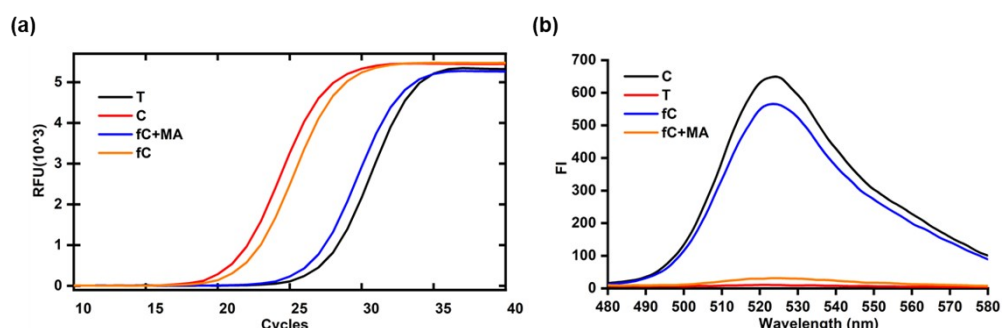 (a)
RFU(10^3)
5
4
3
2
1
0
T
C
fC+MA
fC
10 15 20 25 30 35 40
Cycles
(b)
FI
700
600
500
400
300
200
100
0
C
T
fC
fC+MA
480 490 500 510 520 530 540 550 560 570 580
Wavelength (nm)